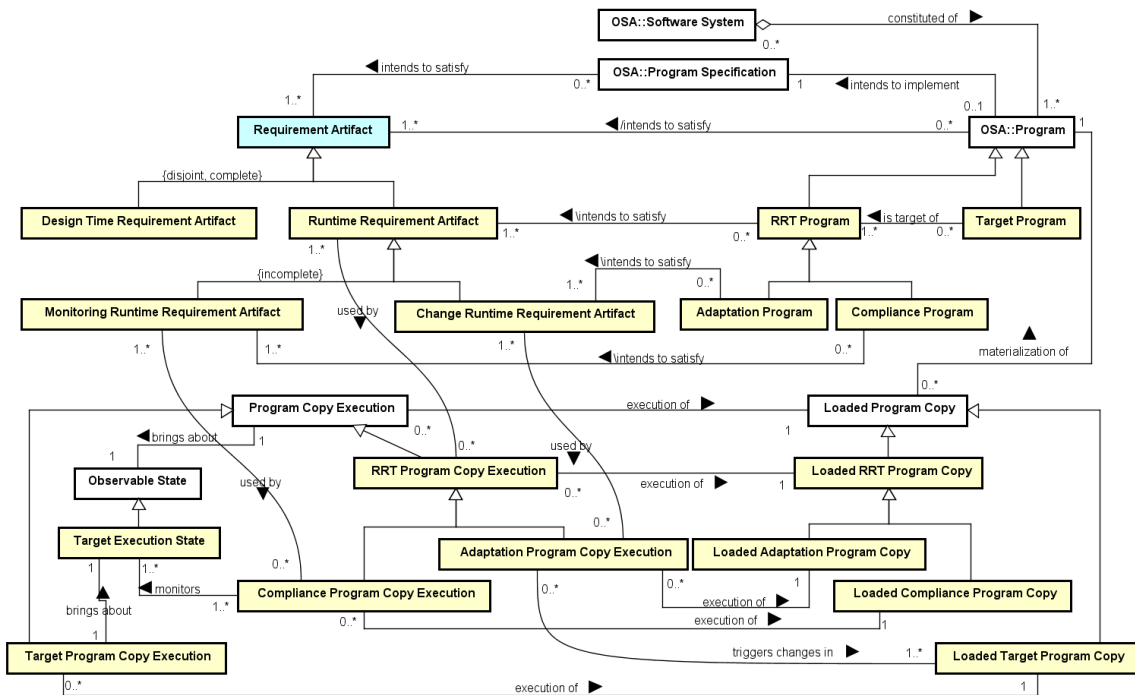 OSA::Software System
constituted of
0..*
intends to satisfy
OSA::Program Specification
0..*
1
intends to implement
1..*
0..1
1..*
Requirement Artifact
1..*
/intends to satisfy
0..*
OSA::Program
1
{disjoint, complete}
Design Time Requirement Artifact
Runtime Requirement Artifact
\intends to satisfy
RRT Program
is target of
Target Program
1..*
1..*
0..*
1..*
0..*
\intends to satisfy
{incomplete}
1..*
0..*
Monitoring Runtime Requirement Artifact
used by
Change Runtime Requirement Artifact
Adaptation Program
Compliance Program
1..*
1..*
1..*
\intends to satisfy
0..*
materialization of
0..*
Program Copy Execution
execution of
Loaded Program Copy
0..*
1
brings about
1
used by
1
0..*
RRT Program Copy Execution
Loaded RRT Program Copy
Observable State
used by
execution of
1
0..*
0..*
Target Execution State
Adaptation Program Copy Execution
Loaded Adaptation Program Copy
0..*
1
1..*
monitors
Compliance Program Copy Execution
0..*
0..*
1
Loaded Compliance Program Copy
brings about
1..*
execution of
0..*
execution of
1
1
Target Program Copy Execution
triggers changes in
1..*
Loaded Target Program Copy
0..*
execution of
1